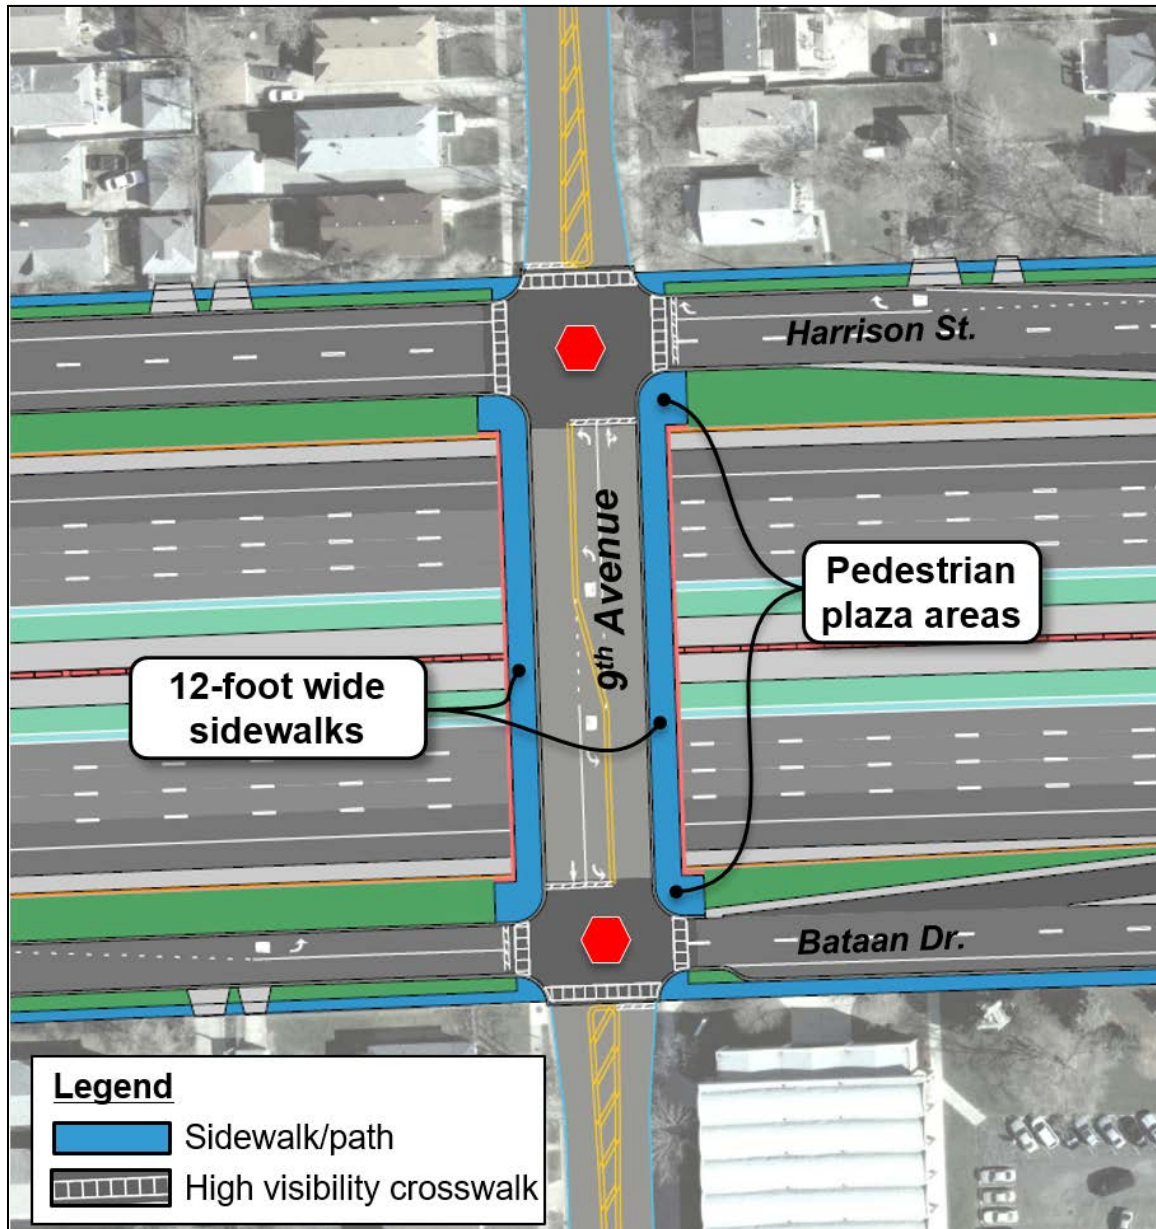 Harrison St.
9th Avenue
Pedestrian
plaza areas
12-foot wide
sidewalks
Bataan Dr.
Legend
Sidewalk/path
High visibility crosswalk